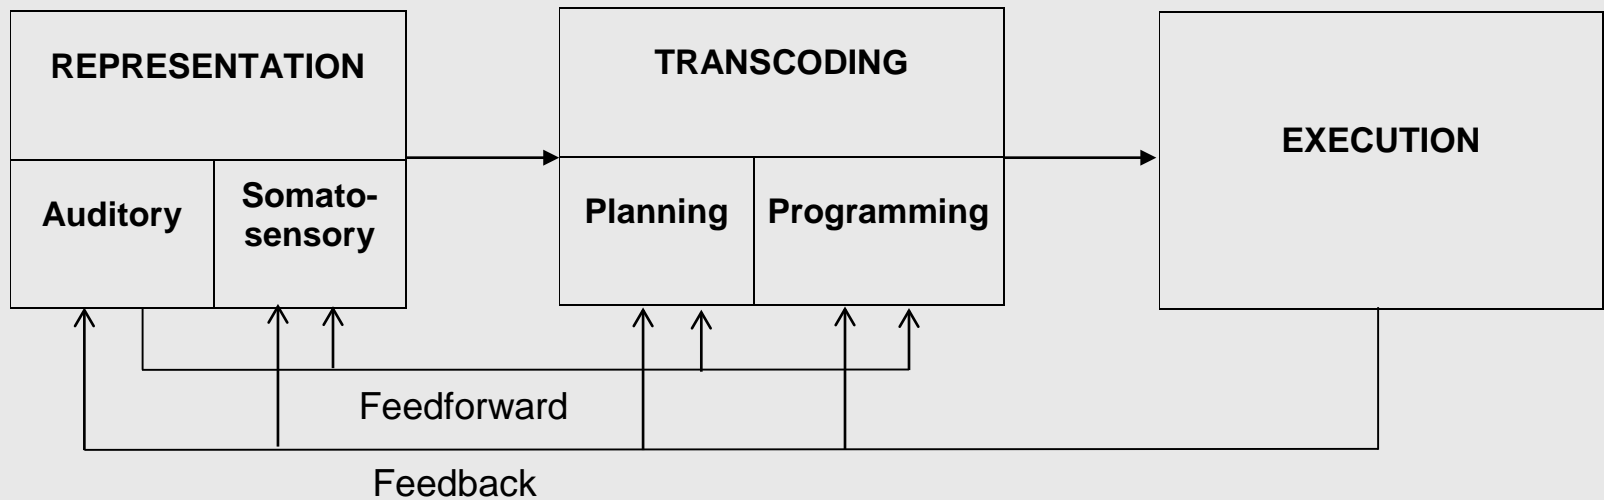 REPRESENTATION
Auditory
Somato-
sensory
TRANSCODING
Planning
Programming
EXECUTION
Feedforward
Feedback